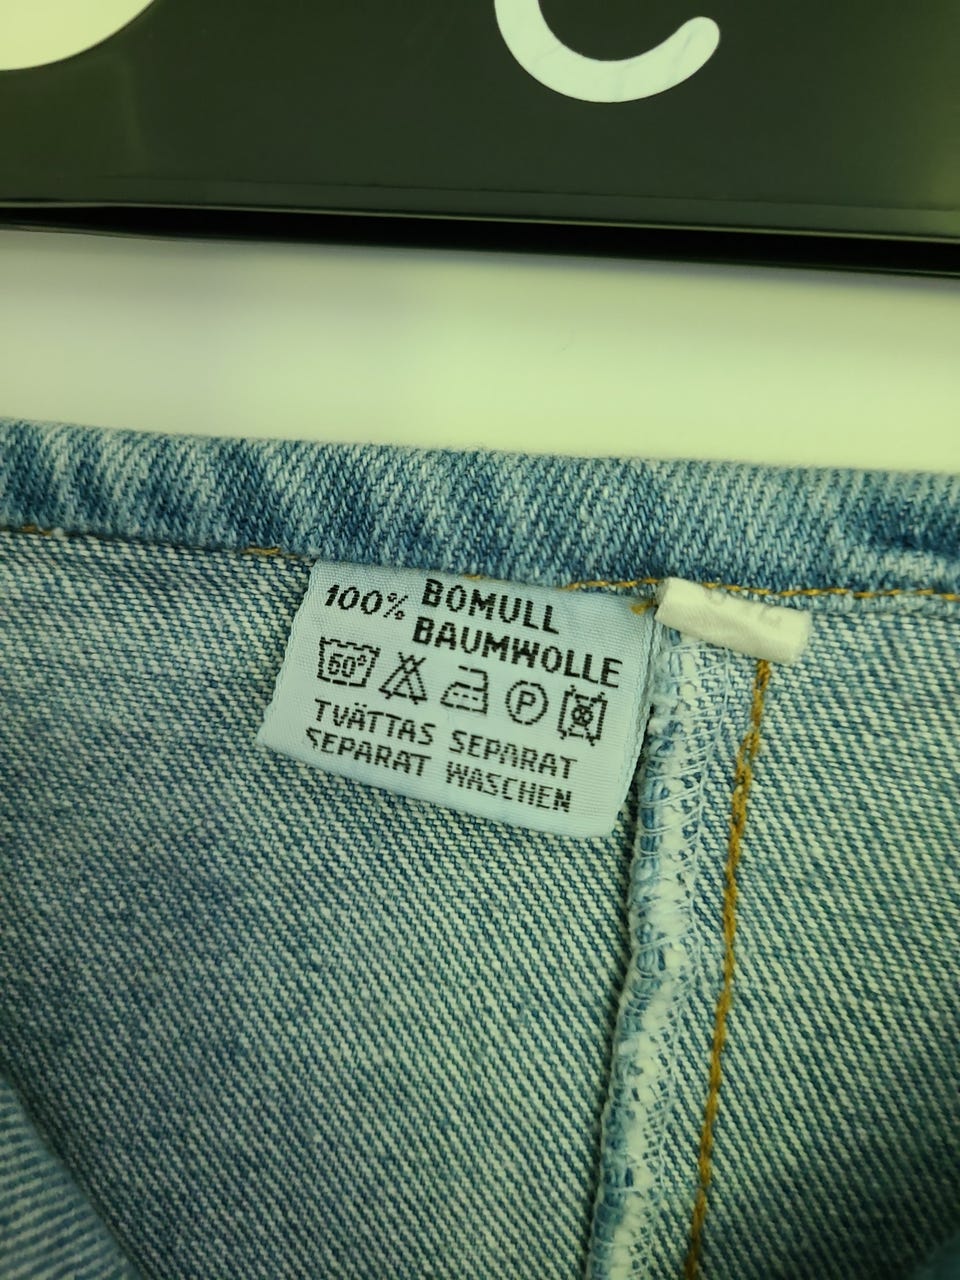 100% BOMULL
BAUMWOLLE
60° P
TVÄTTAS SEPARAT
SEPARAT WASCHEN